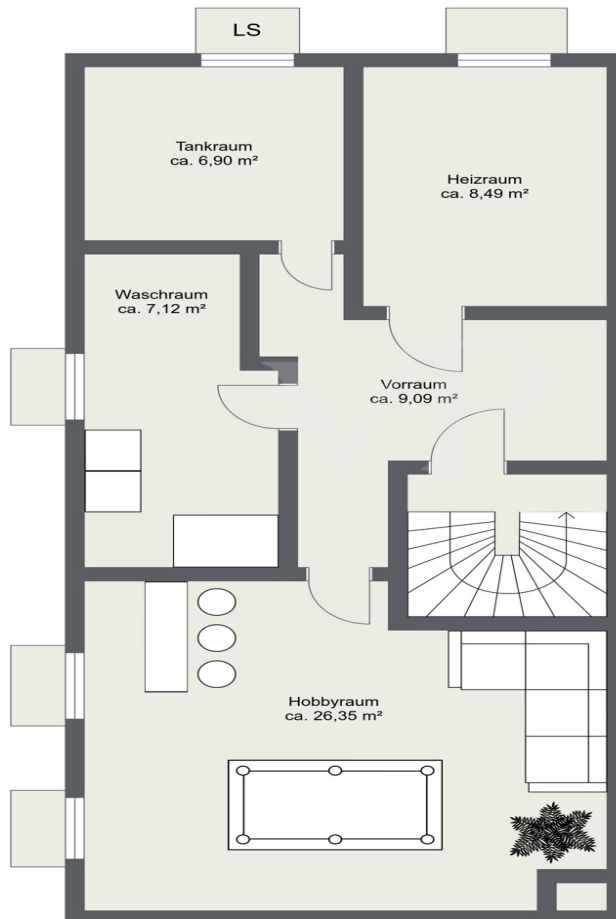 LS
Tankraum
ca. 6,90 m²
Heizraum
ca. 8,49 m²
Waschraum
ca. 7,12 m²
Vorraum
ca. 9,09 m²
Hobbyraum
ca. 26,35 m²